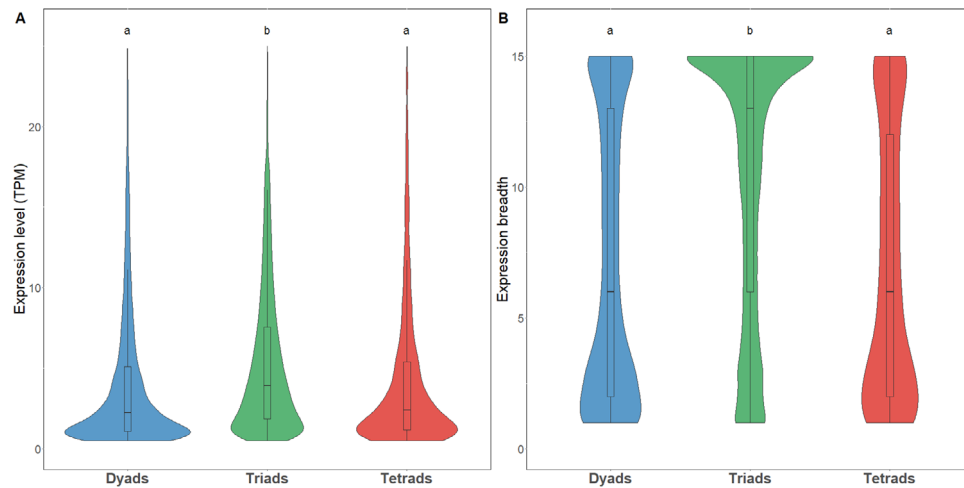 A
a b a
Expression level (TPM)
20
10
0
Dyads Triads Tetrads
B
a b a
Expression breadth
15
10
5
0
Dyads Triads Tetrads